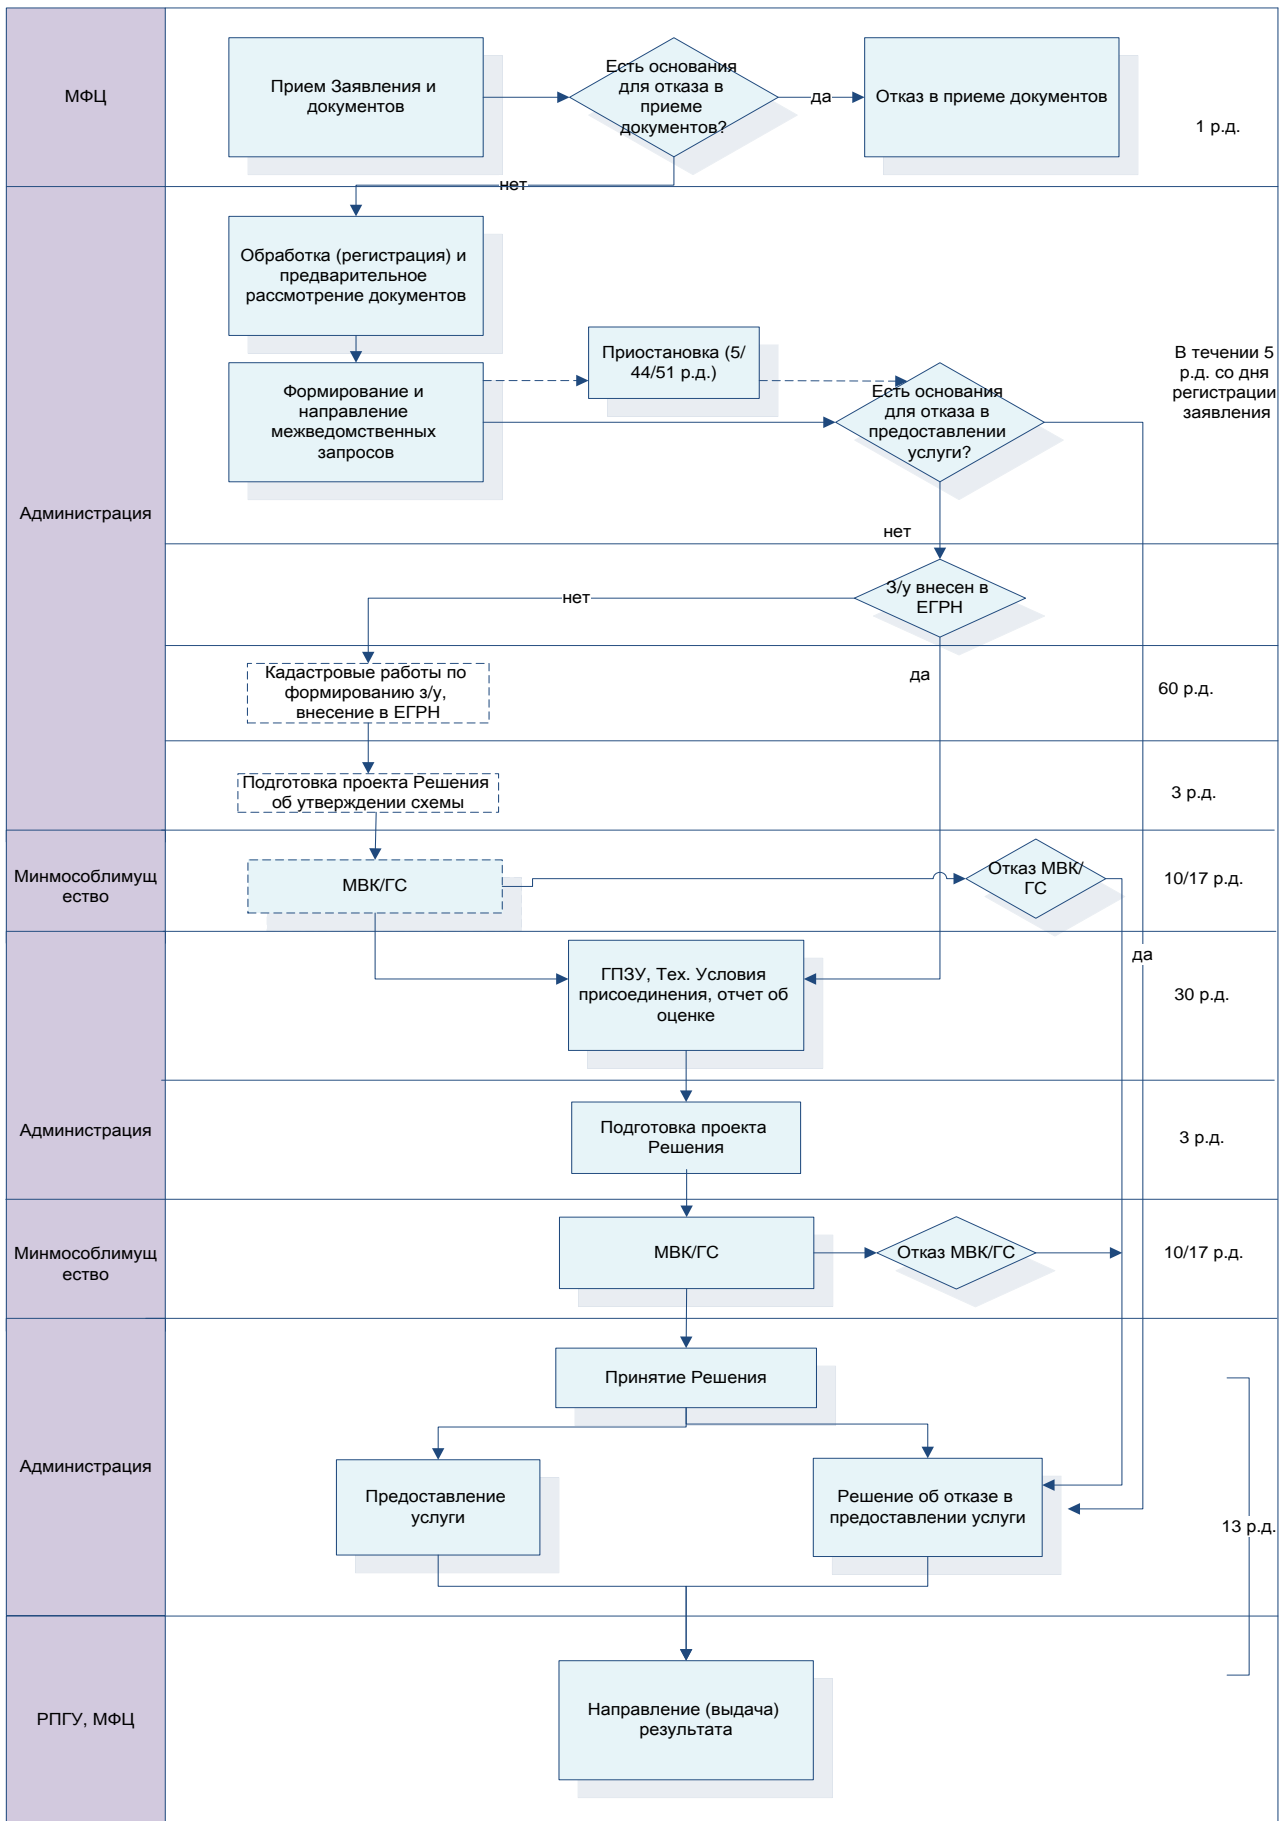 МФЦ
Прием Заявления и
документов
Есть основания
для отказа в
приеме
документов?
да
Отказ в приеме документов
1 р.д.
нет
Администрация
Обработка (регистрация) и
предварительное
рассмотрение документов
Формирование и
направление
межведомственных
запросов
Приостановка (5/
44/51 р.д.)
Есть основания
для отказа в
предоставлении
услуги?
В течении 5
р.д. со дня
регистрации
заявления
нет
З/у внесен в
ЕГРН
нет
да
Кадастровые работы по
формированию з/у,
внесение в ЕГРН
60 р.д.
Подготовка проекта Решения
об утверждении схемы
3 р.д.
Минмособлимущ
ество
МВК/ГС
Отказ МВК/
ГС
10/17 р.д.
да
ГПЗУ, Тех. Условия
присоединения, отчет об
оценке
30 р.д.
Администрация
Подготовка проекта
Решения
3 р.д.
Минмособлимущ
ество
МВК/ГС
Отказ МВК/ГС
10/17 р.д.
Администрация
Принятие Решения
Предоставление
услуги
Решение об отказе в
предоставлении услуги
13 р.д.
РПГУ, МФЦ
Направление (выдача)
результата